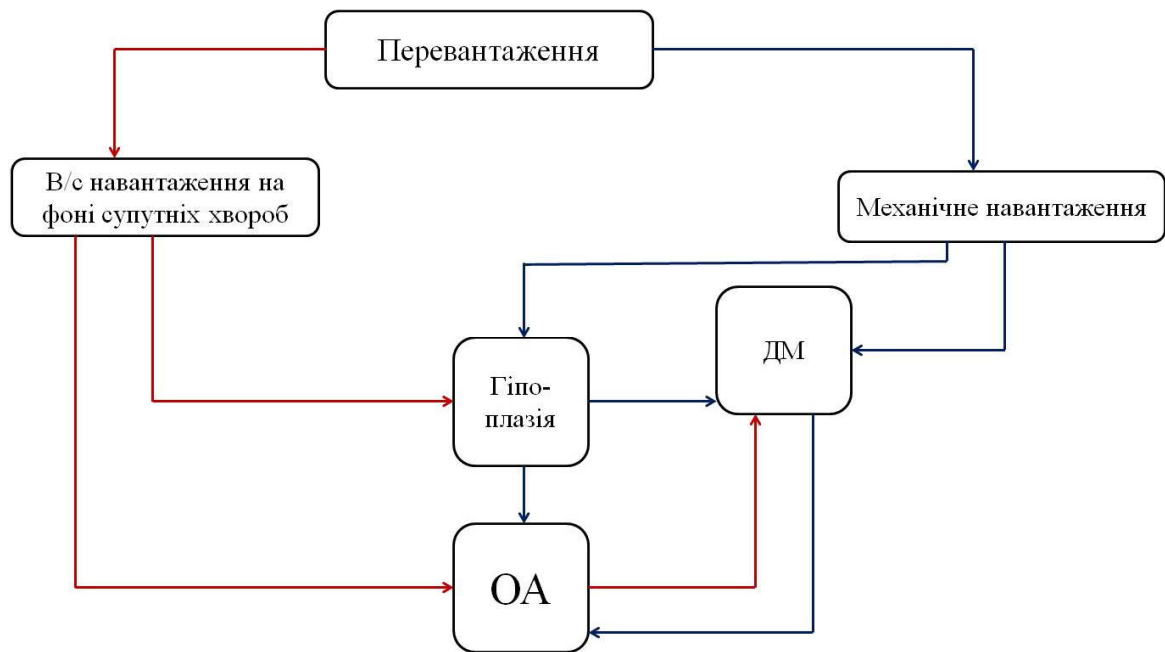 Перевантаження
В/с навантаження на
фоні супутніх хвороб
Механічне навантаження
ДМ
Гіпо-
плазія
ОА